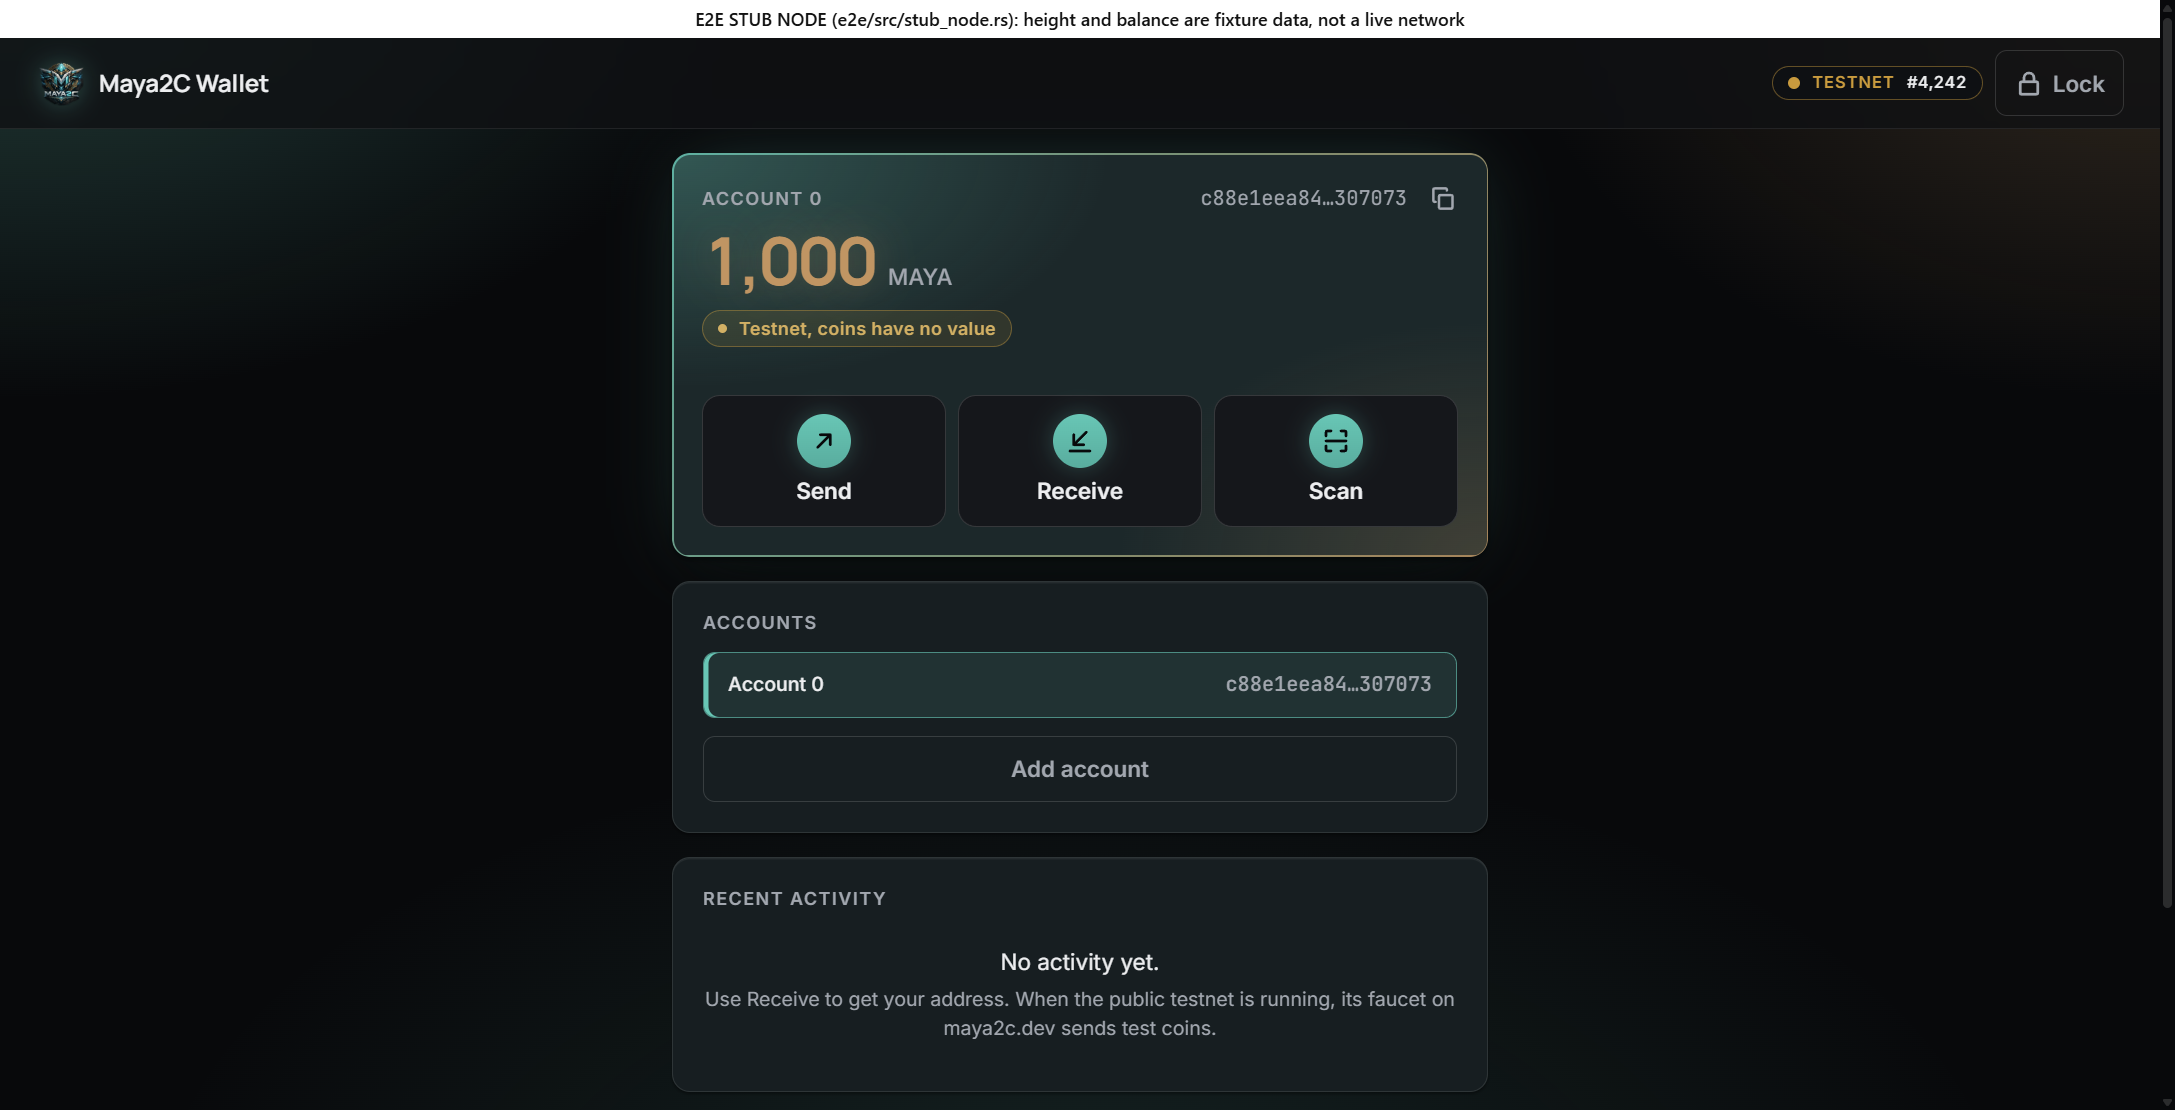 E2E STUB NODE (e2e/src/stub_node.rs): height and balance are fixture data, not a live network
MAYA2C
Maya2C Wallet
TESTNET #4,242
Lock
ACCOUNT 0
c88e1eea84…307073
1,000 MAYA
Testnet, coins have no value
Send
Receive
Scan
ACCOUNTS
Account 0
c88e1eea84…307073
Add account
RECENT ACTIVITY
No activity yet.
Use Receive to get your address. When the public testnet is running, its faucet on
maya2c.dev sends test coins.